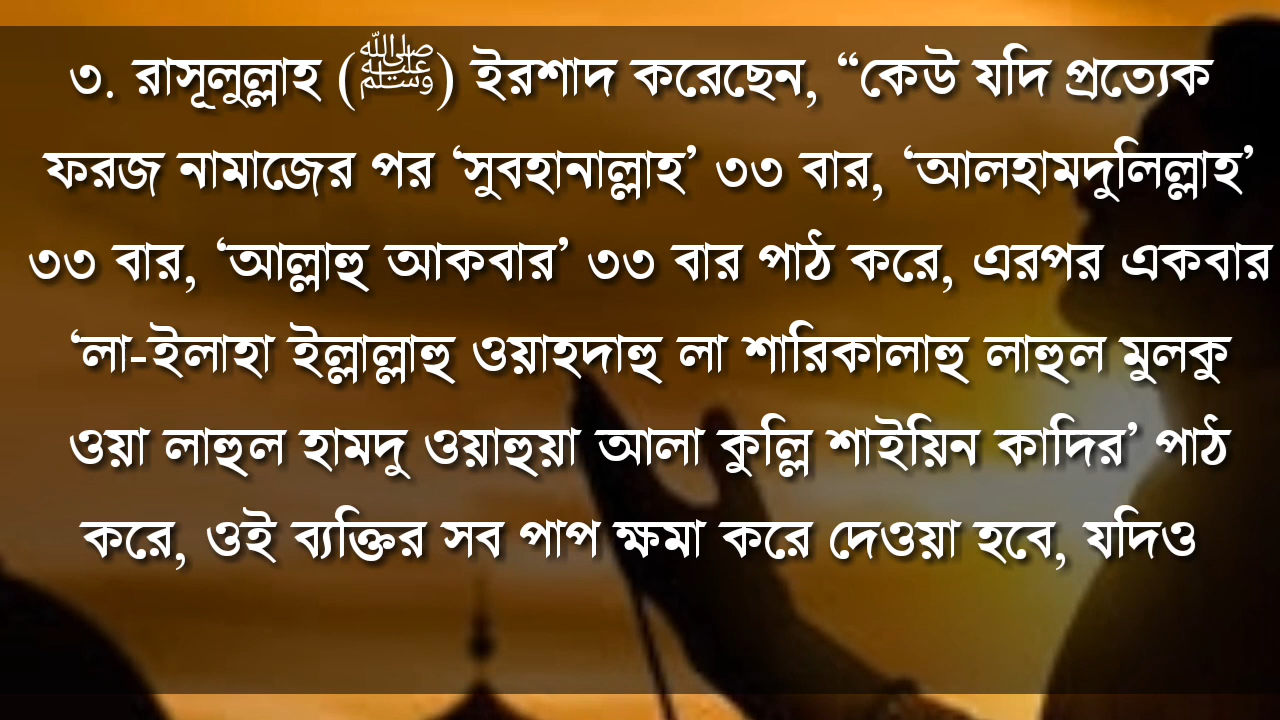 ৩. রাসূলুল্লাহ (ﷺ) ইরশাদ করেছেন, “কেউ যদি প্রত্যেক
ফরজ নামাজের পর ‘সুবহানাল্লাহ’ ৩৩ বার, ‘আলহামদুলিল্লাহ’
৩৩ বার, ‘আল্লাহু আকবার’ ৩৩ বার পাঠ করে, এরপর একবার
‘লা-ইলাহা ইল্লাল্লাহু ওয়াহদাহু লা শারিকালাহু লাহুল মুলকু
ওয়া লাহুল হামদু ওয়াহুয়া আলা কুল্লি শাইয়িন কাদির’ পাঠ
করে, ওই ব্যক্তির সব পাপ ক্ষমা করে দেওয়া হবে, যদিও